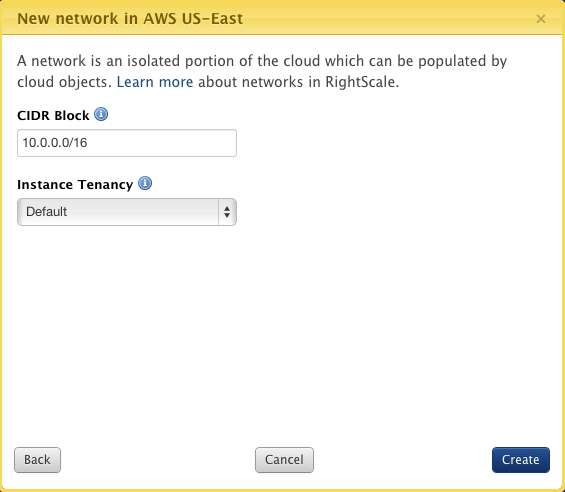 New network in AWS US-East
×
A network is an isolated portion of the cloud which can be populated by
cloud objects. Learn more about networks in RightScale.
CIDR Block i
10.0.0.0/16
Instance Tenancy i
Default
Back
Cancel
Create